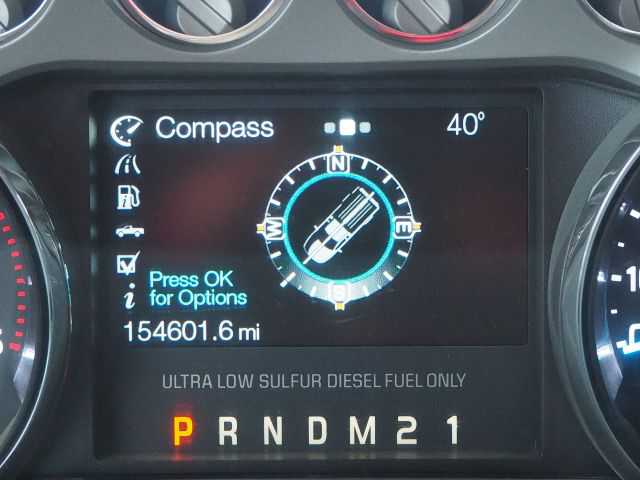 Compass
40°
N
W
E
S
Press OK
for Options
i
154601.6 mi
ULTRA LOW SULFUR DIESEL FUEL ONLY
P R N D M 2 1